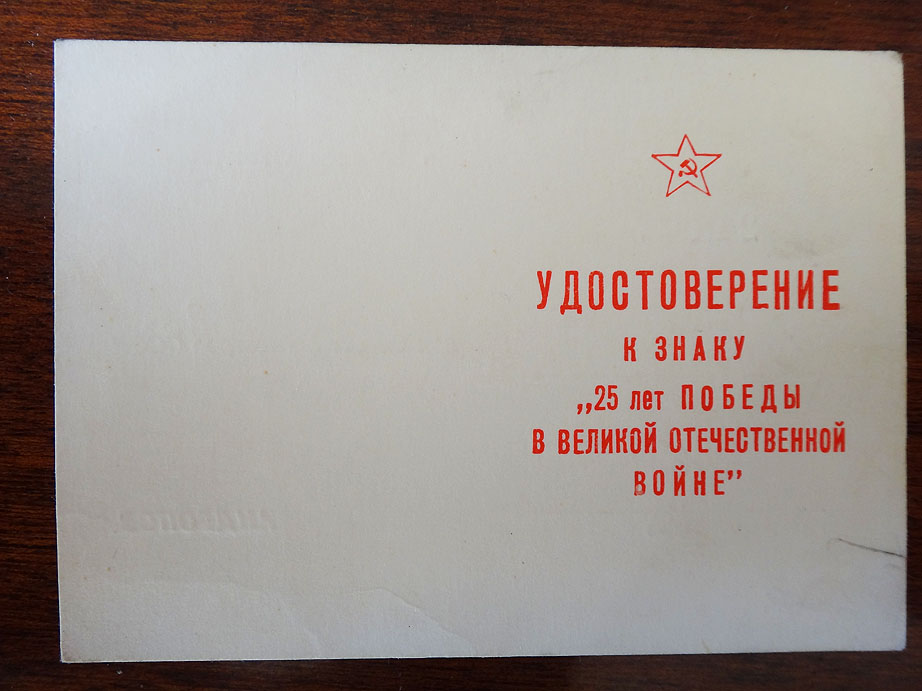 УДОСТОВЕРЕНИЕ
К ЗНАКУ
„25 лет ПОБЕДЫ
В ВЕЛИКОЙ ОТЕЧЕСТВЕННОЙ
ВОЙНЕ”